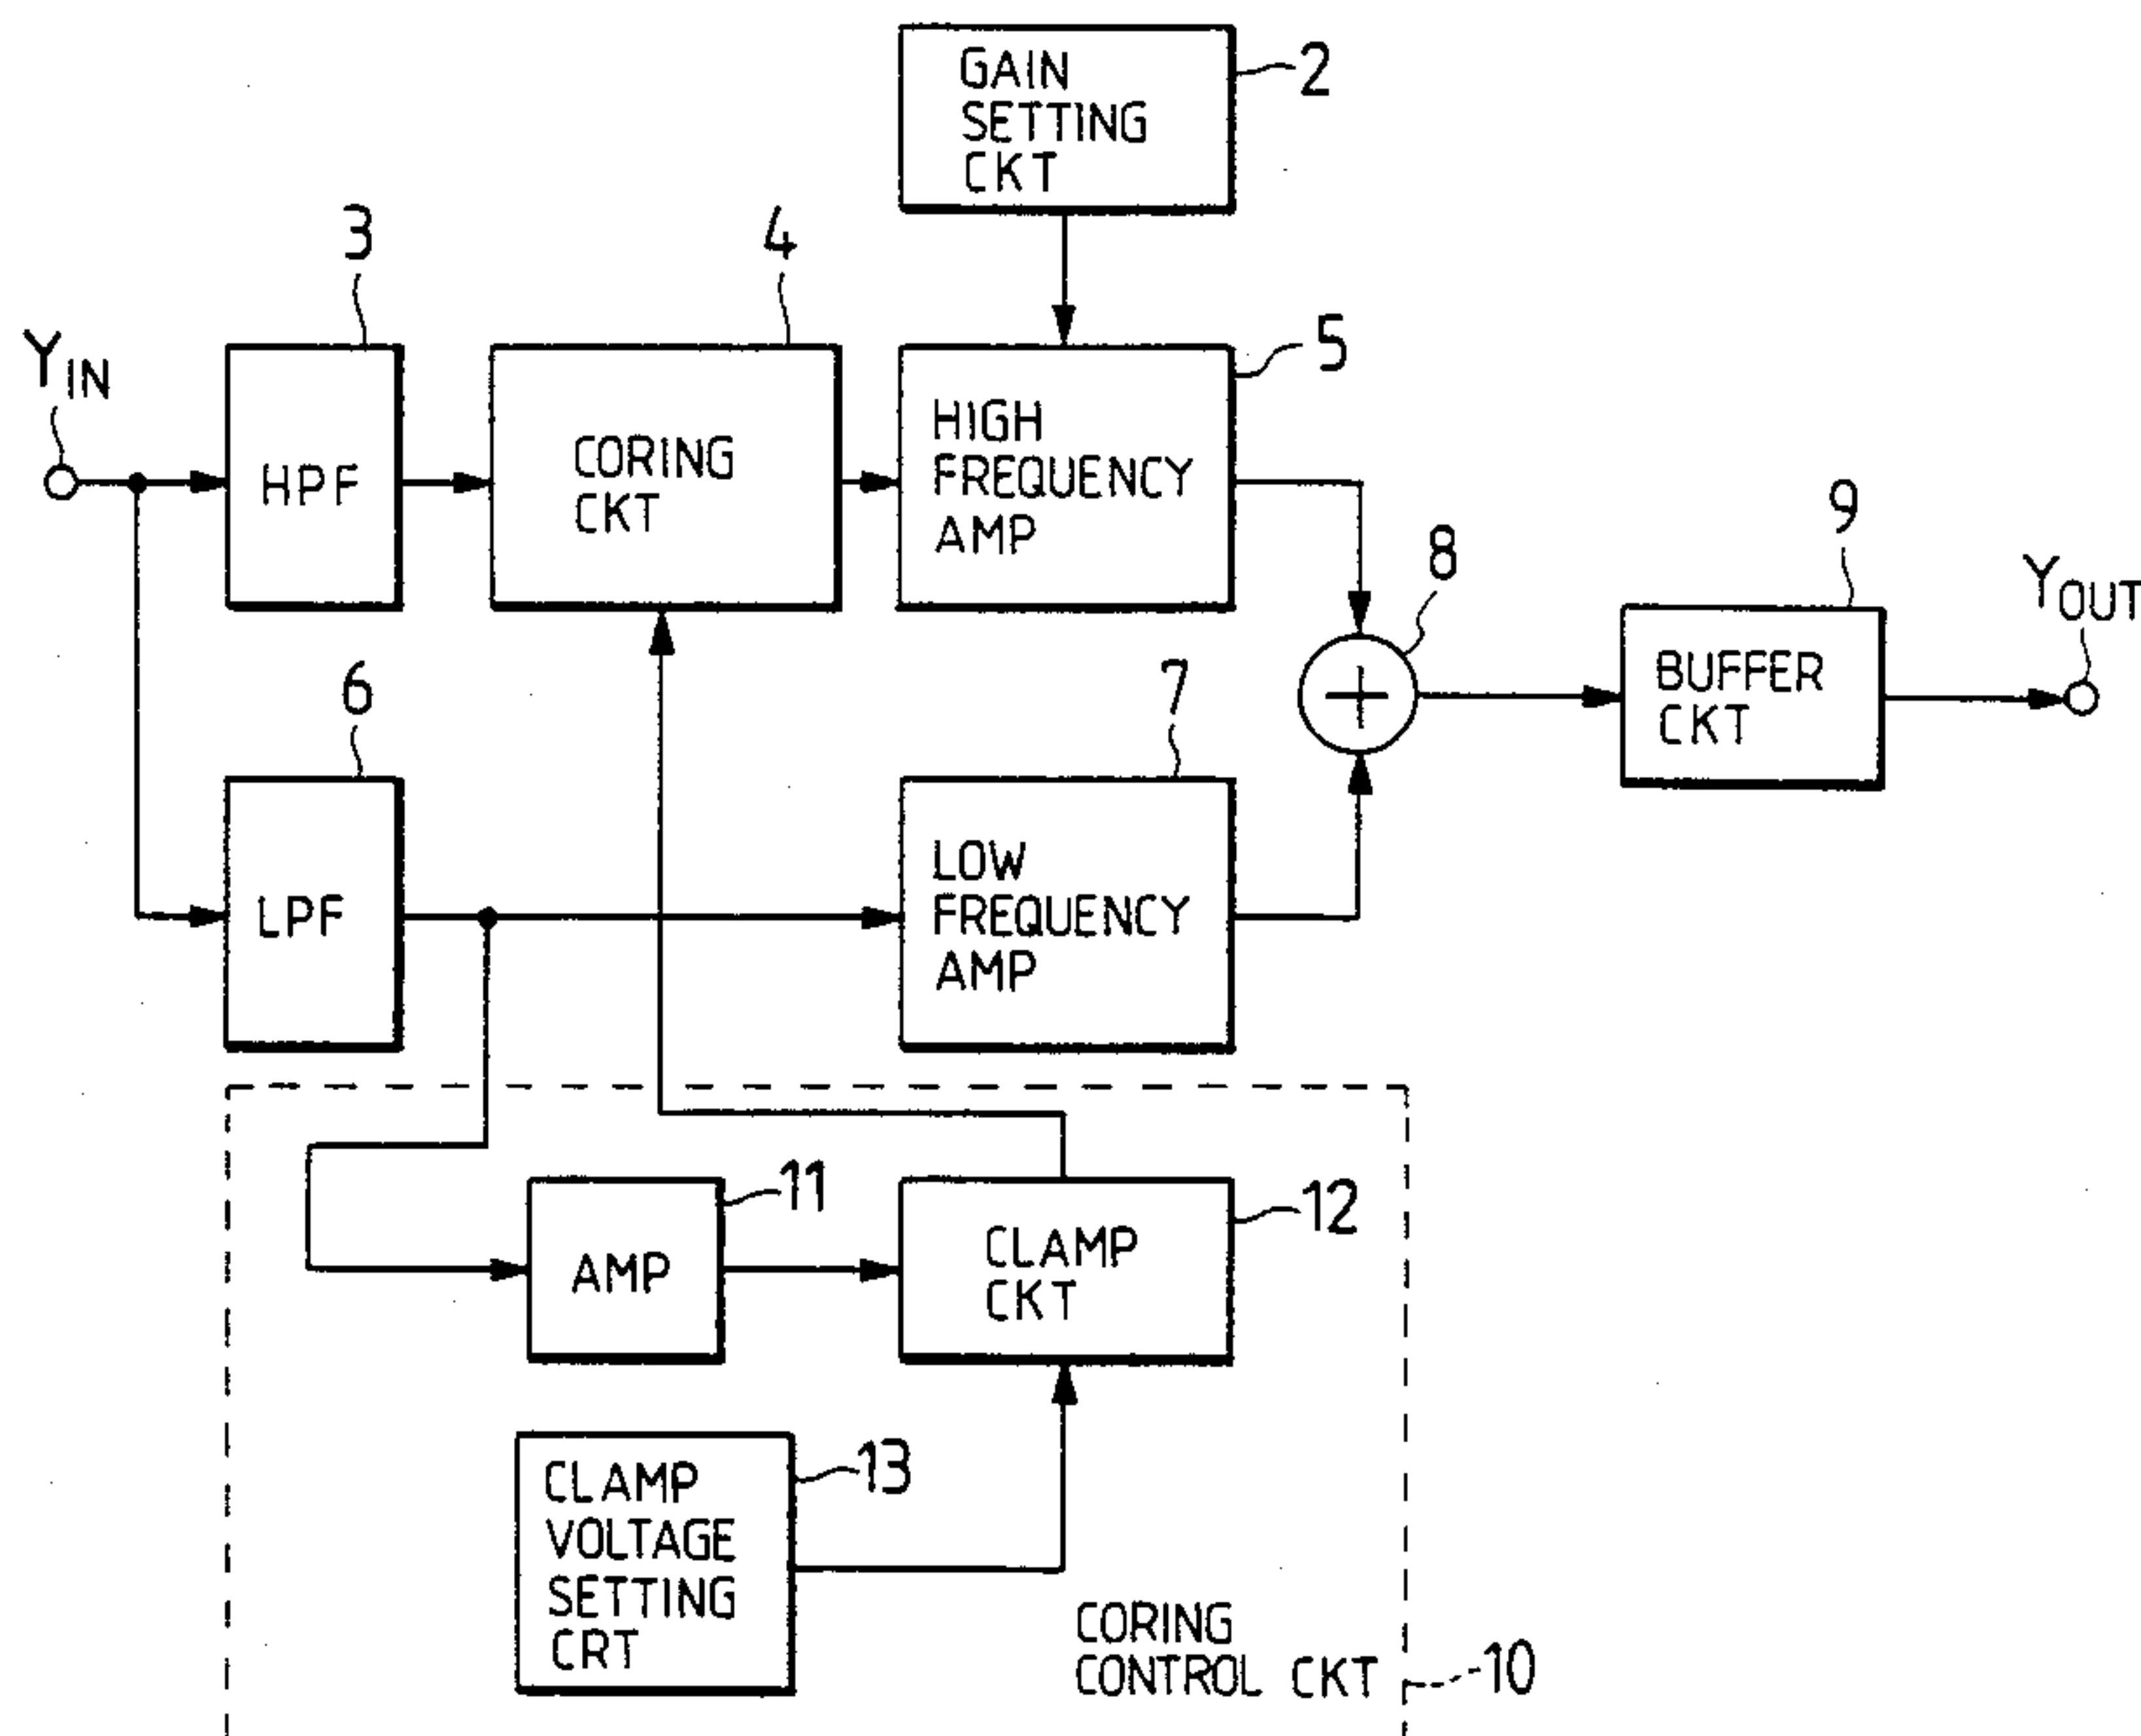 GAIN
SETTING
CKT
2
3
4
5
Y_IN
HPF
CORING
CKT
HIGH
FREQUENCY
AMP
8
9
Y_OUT
6
7
BUFFER
CKT
LPF
LOW
FREQUENCY
AMP
11
12
AMP
CLAMP
CKT
13
CLAMP
VOLTAGE
SETTING
CRT
CORING
CONTROL CKT
10